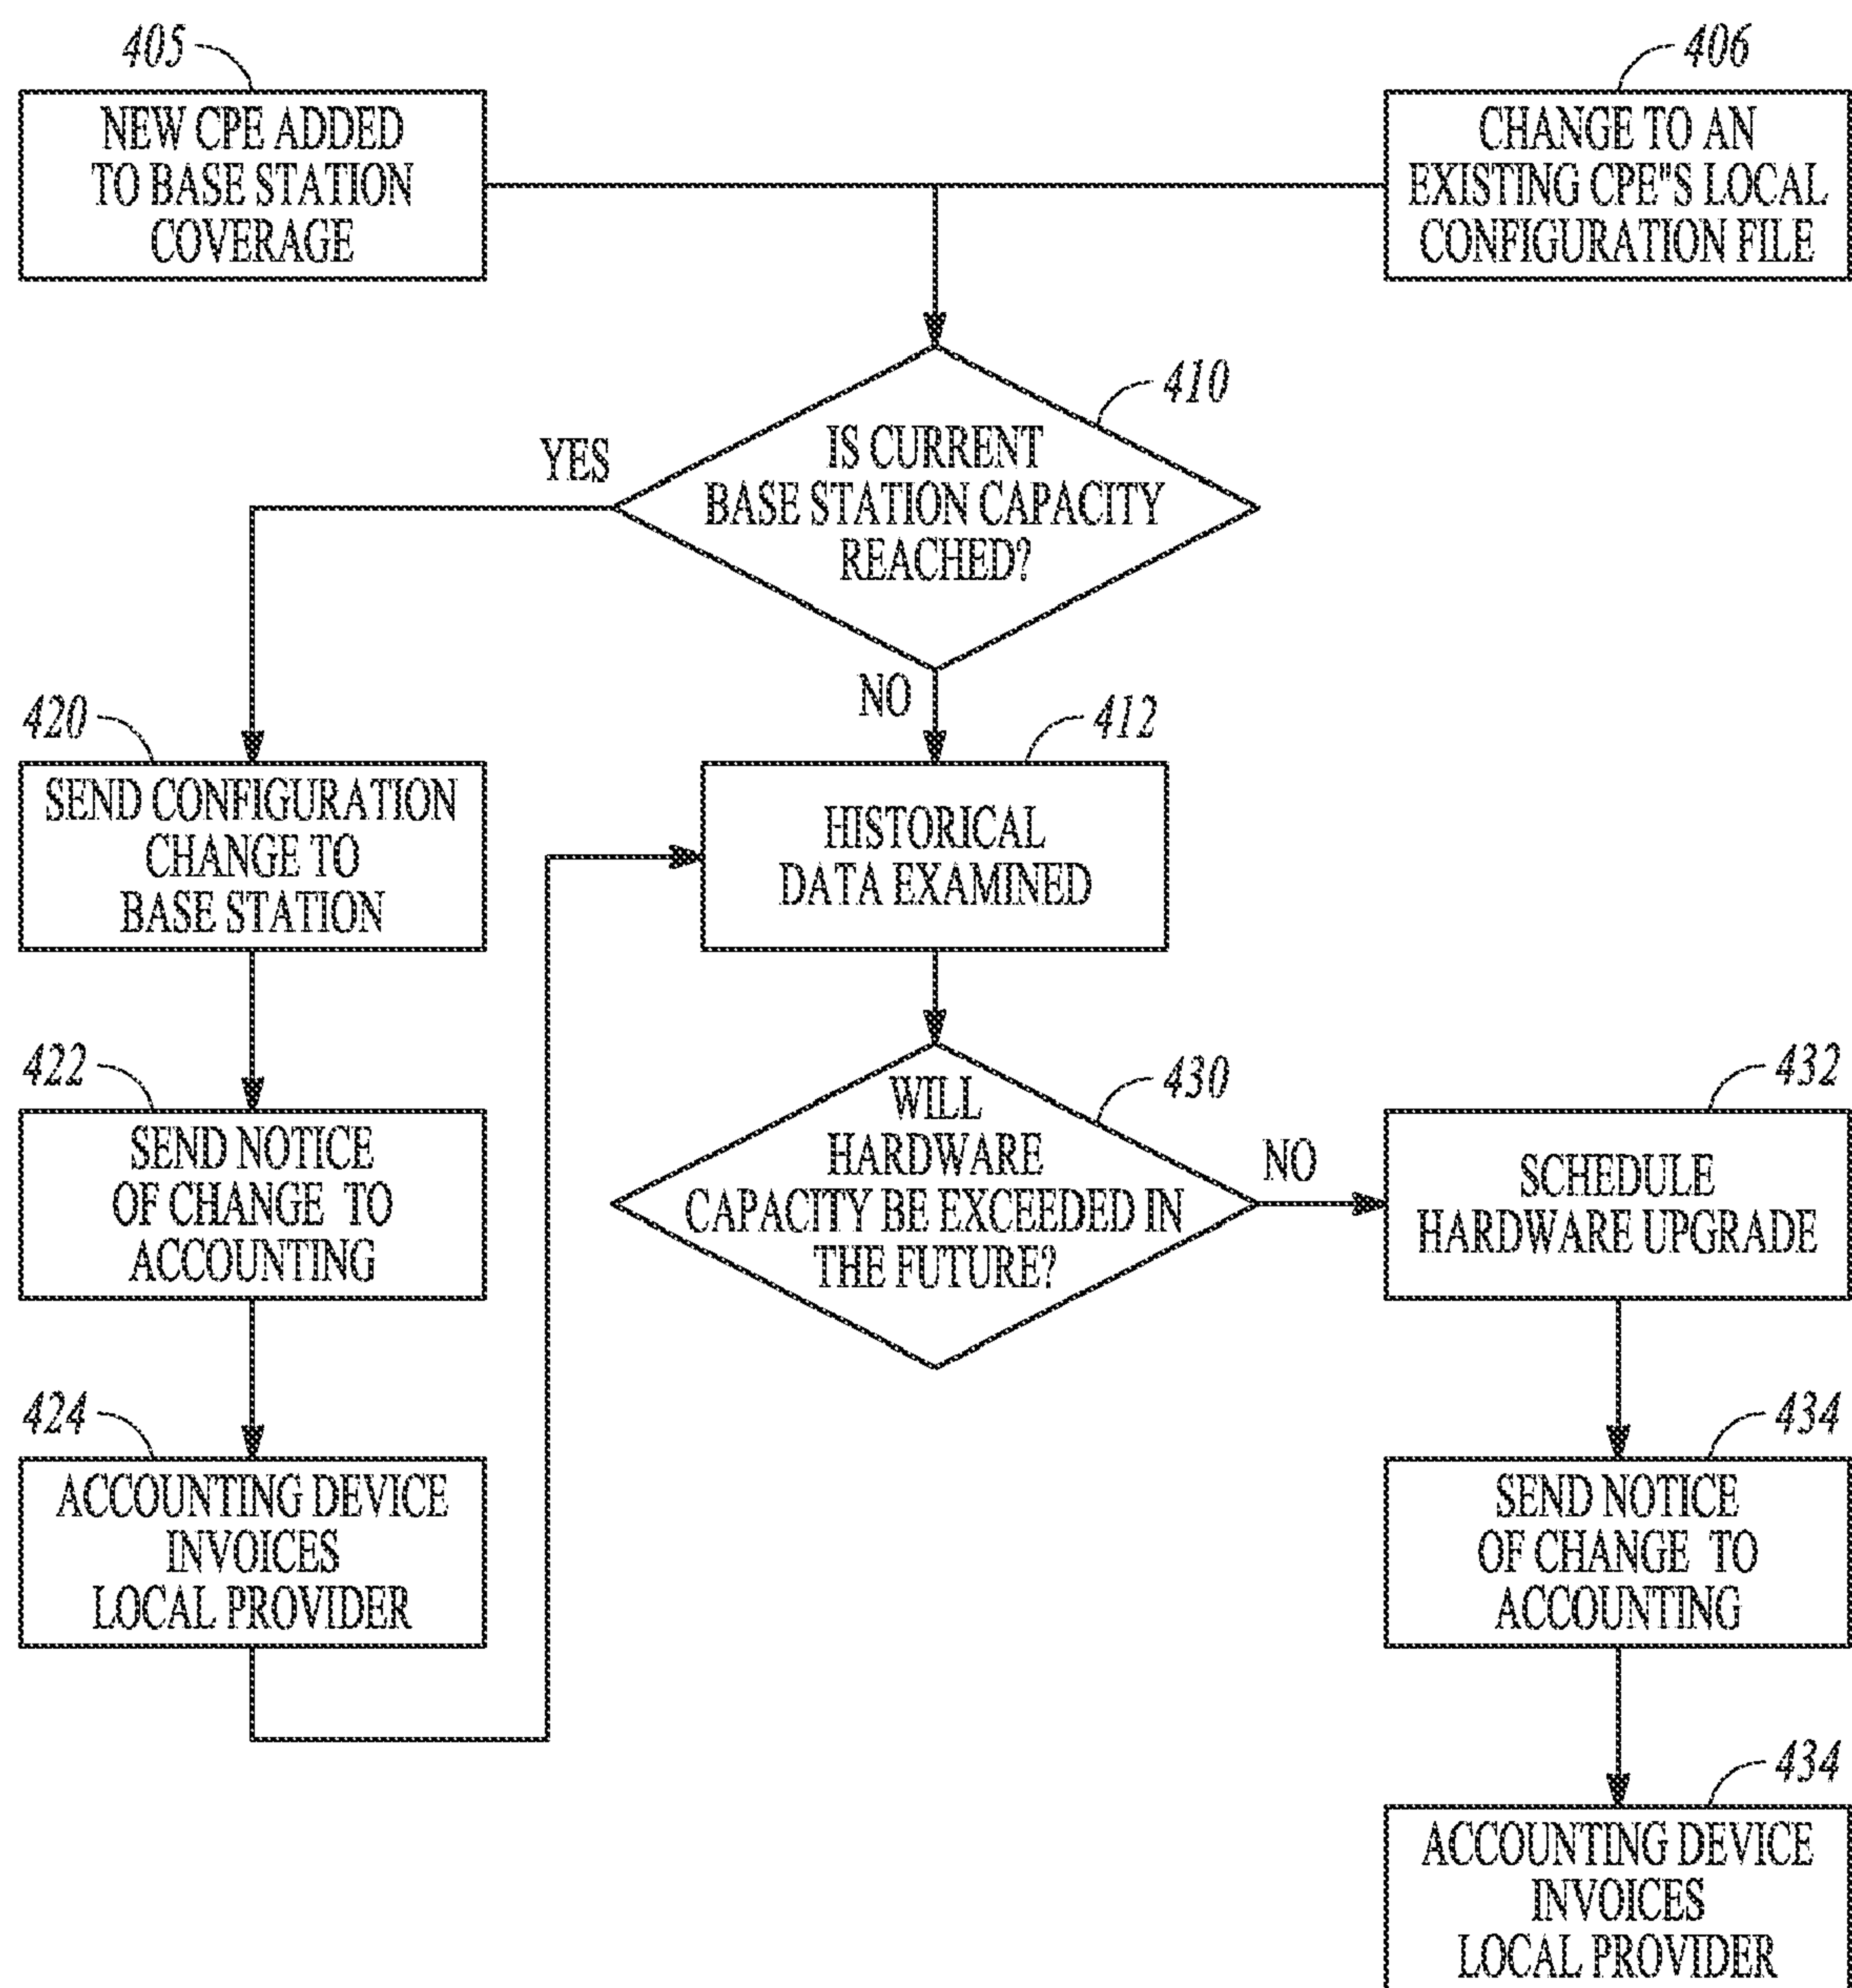 405
NEW CPE ADDED
TO BASE STATION
COVERAGE
406
CHANGE TO AN
EXISTING CPE"S LOCAL
CONFIGURATION FILE
410
IS CURRENT
BASE STATION CAPACITY
REACHED?
YES
NO
420
SEND CONFIGURATION
CHANGE TO
BASE STATION
412
HISTORICAL
DATA EXAMINED
422
SEND NOTICE
OF CHANGE TO
ACCOUNTING
430
WILL
HARDWARE
CAPACITY BE EXCEEDED IN
THE FUTURE?
NO
432
SCHEDULE
HARDWARE UPGRADE
424
ACCOUNTING DEVICE
INVOICES
LOCAL PROVIDER
434
SEND NOTICE
OF CHANGE TO
ACCOUNTING
434
ACCOUNTING DEVICE
INVOICES
LOCAL PROVIDER